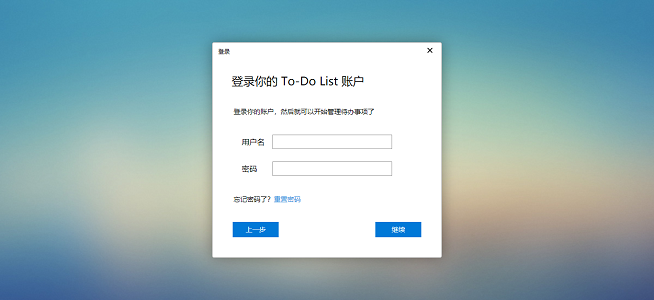 登录
登录你的 To-Do List 账户
登录你的账户，然后就可以开始管理待办事项了
用户名
密码
忘记密码了？重置密码
上一步 继续